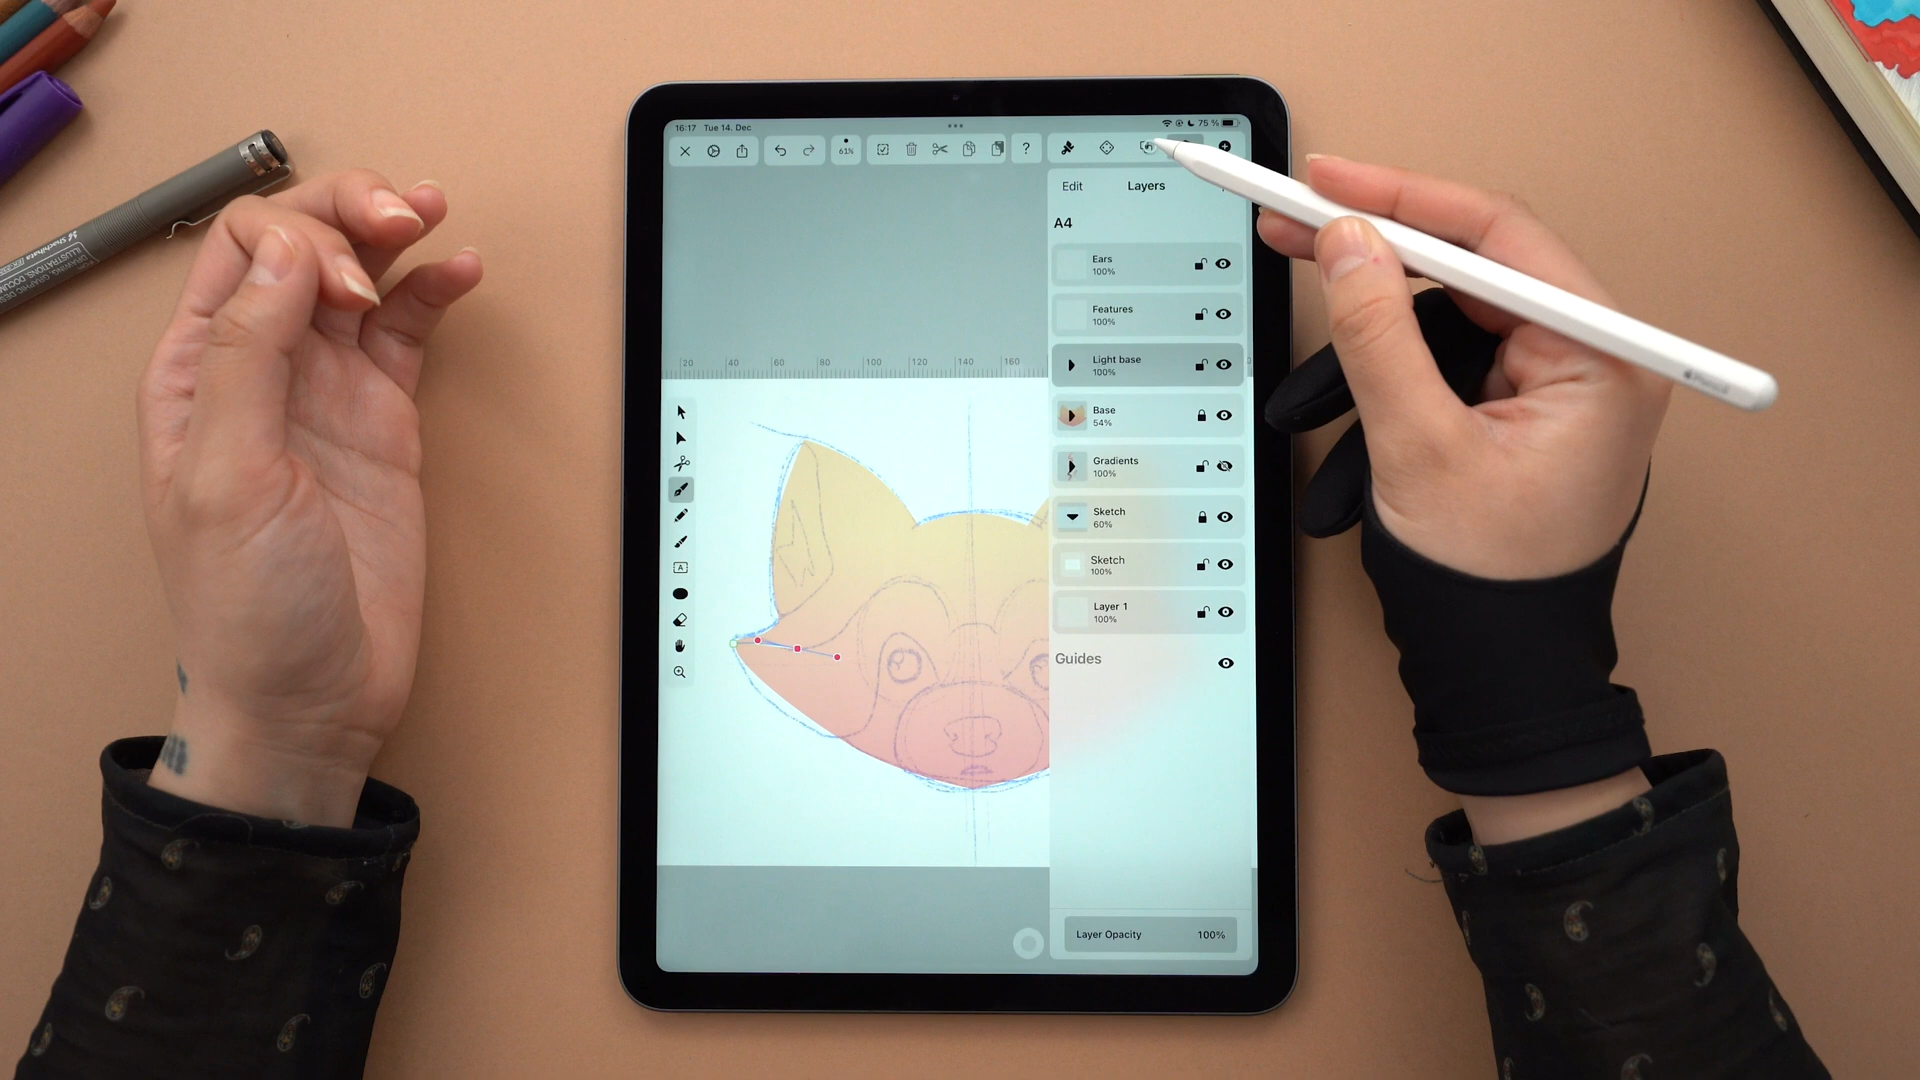 16:17 Tue 14. Dec
75 %
61%
?
Edit Layers
A4
Ears
100%
Features
100%
Light base
100%
Base
54%
Gradients
100%
Sketch
60%
Sketch
100%
Layer 1
100%
Guides
Layer Opacity 100%
20 40 60 80 100 120 140 160
A
Shachihata